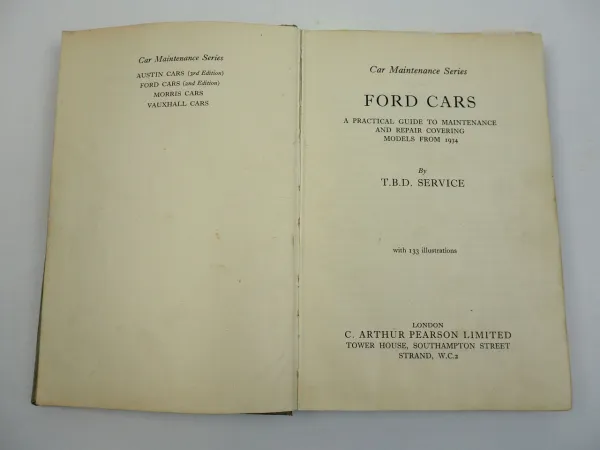 Car Maintenance Series
AUSTIN CARS (3rd Edition)
FORD CARS (2nd Edition)
MORRIS CARS
VAUXHALL CARS
Car Maintenance Series
FORD CARS
A PRACTICAL GUIDE TO MAINTENANCE
AND REPAIR COVERING
MODELS FROM 1934
By
T.B.D. SERVICE
with 133 illustrations
LONDON
C. ARTHUR PEARSON LIMITED
TOWER HOUSE, SOUTHAMPTON STREET
STRAND, W.C.2